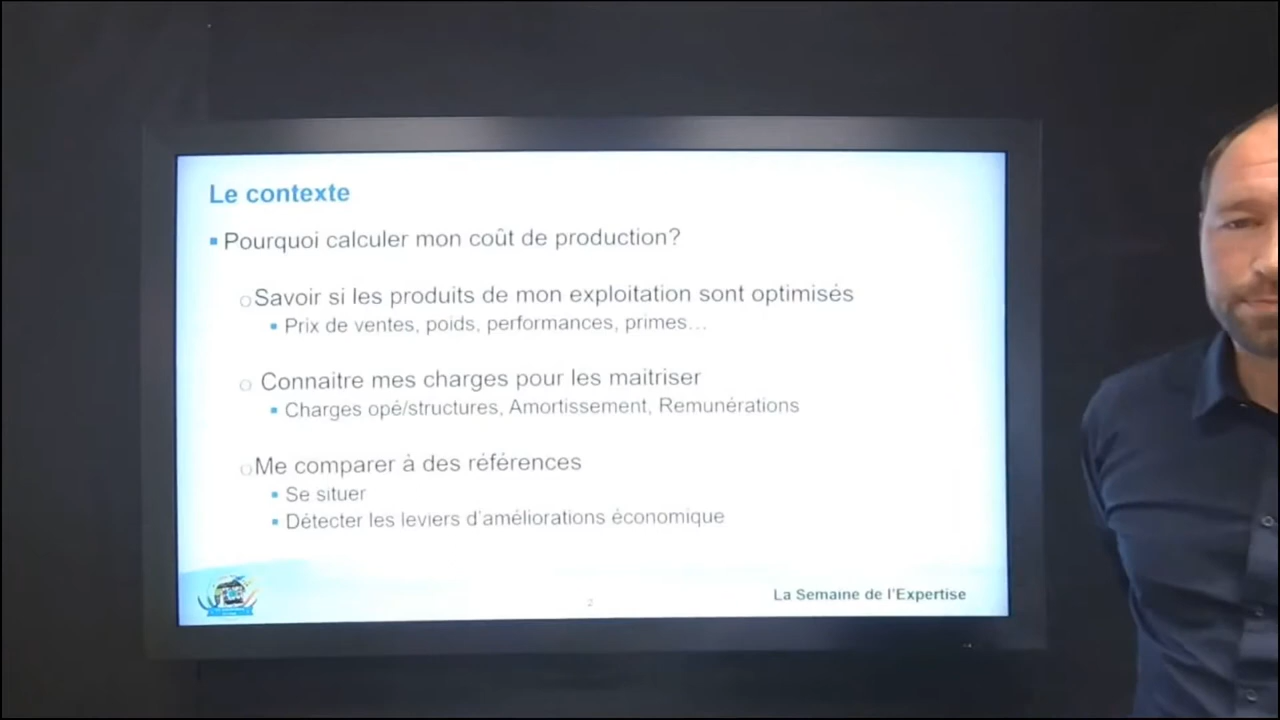 Le contexte
Pourquoi calculer mon coût de production?
Savoir si les produits de mon exploitation sont optimisés
Prix de ventes, poids, performances, primes...
Connaitre mes charges pour les maitriser
Charges opé/structures, Amortissement, Remunérations
Me comparer à des références
Se situer
Détecter les leviers d'améliorations économique
2
La Semaine de l'Expertise